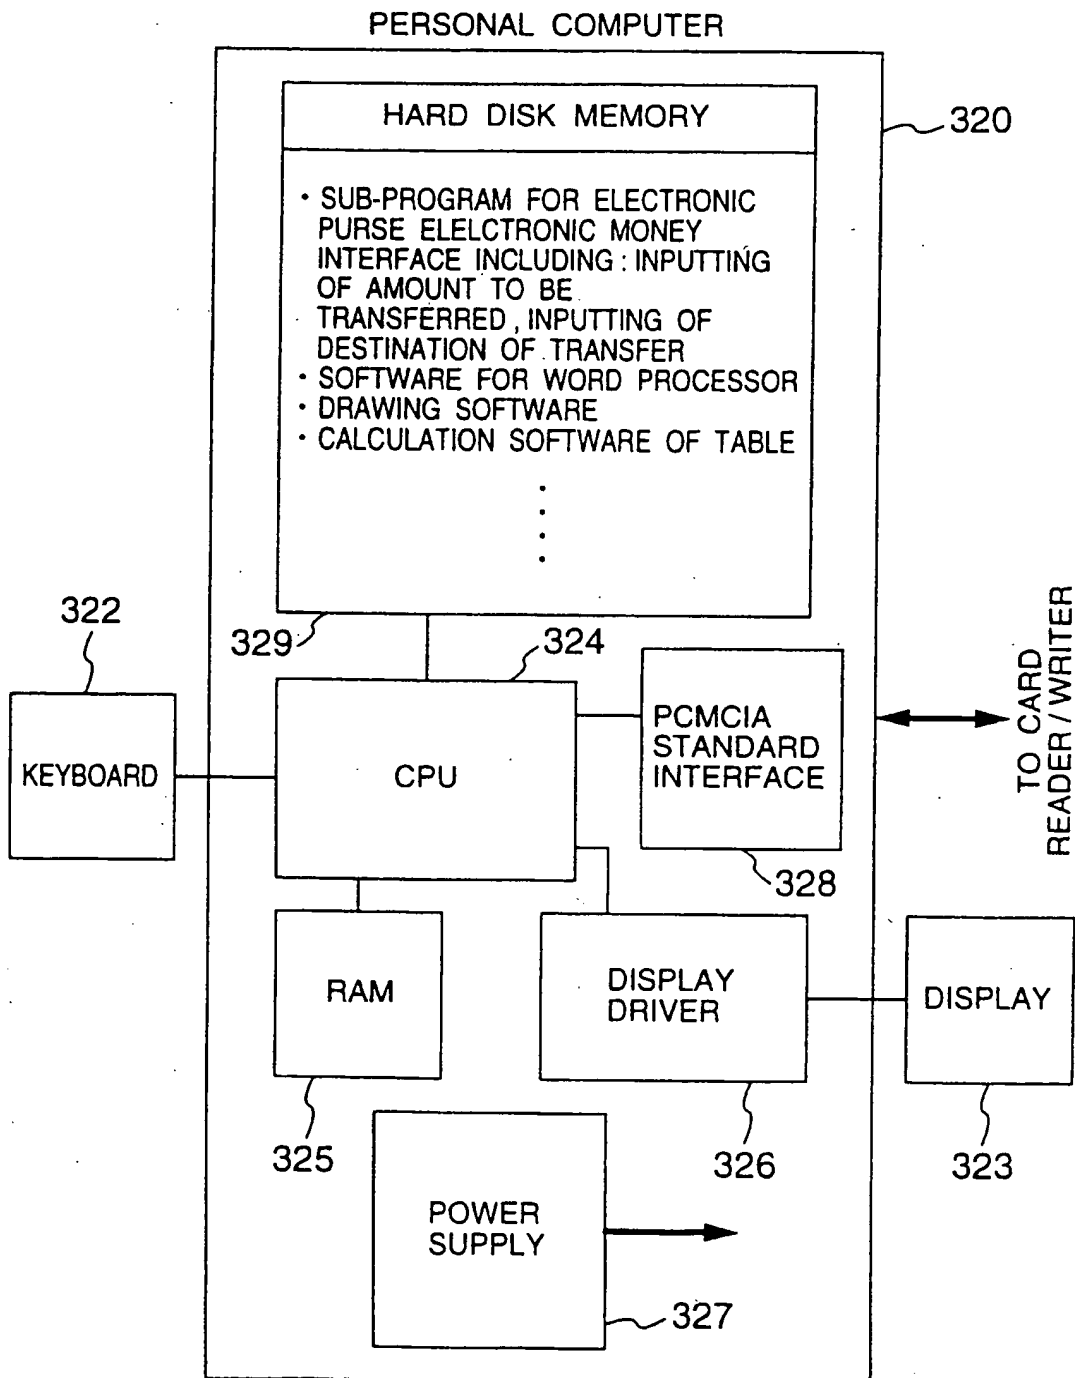 PERSONAL COMPUTER
HARD DISK MEMORY
320
· SUB-PROGRAM FOR ELECTRONIC
PURSE ELELCTRONIC MONEY
INTERFACE INCLUDING : INPUTTING
OF AMOUNT TO BE
TRANSFERRED, INPUTTING OF
DESTINATION OF TRANSFER
· SOFTWARE FOR WORD PROCESSOR
· DRAWING SOFTWARE
· CALCULATION SOFTWARE OF TABLE
322
329
324
KEYBOARD
CPU
PCMCIA
STANDARD
INTERFACE
TO CARD
READER / WRITER
328
RAM
DISPLAY
DRIVER
DISPLAY
325
326
323
POWER
SUPPLY
327